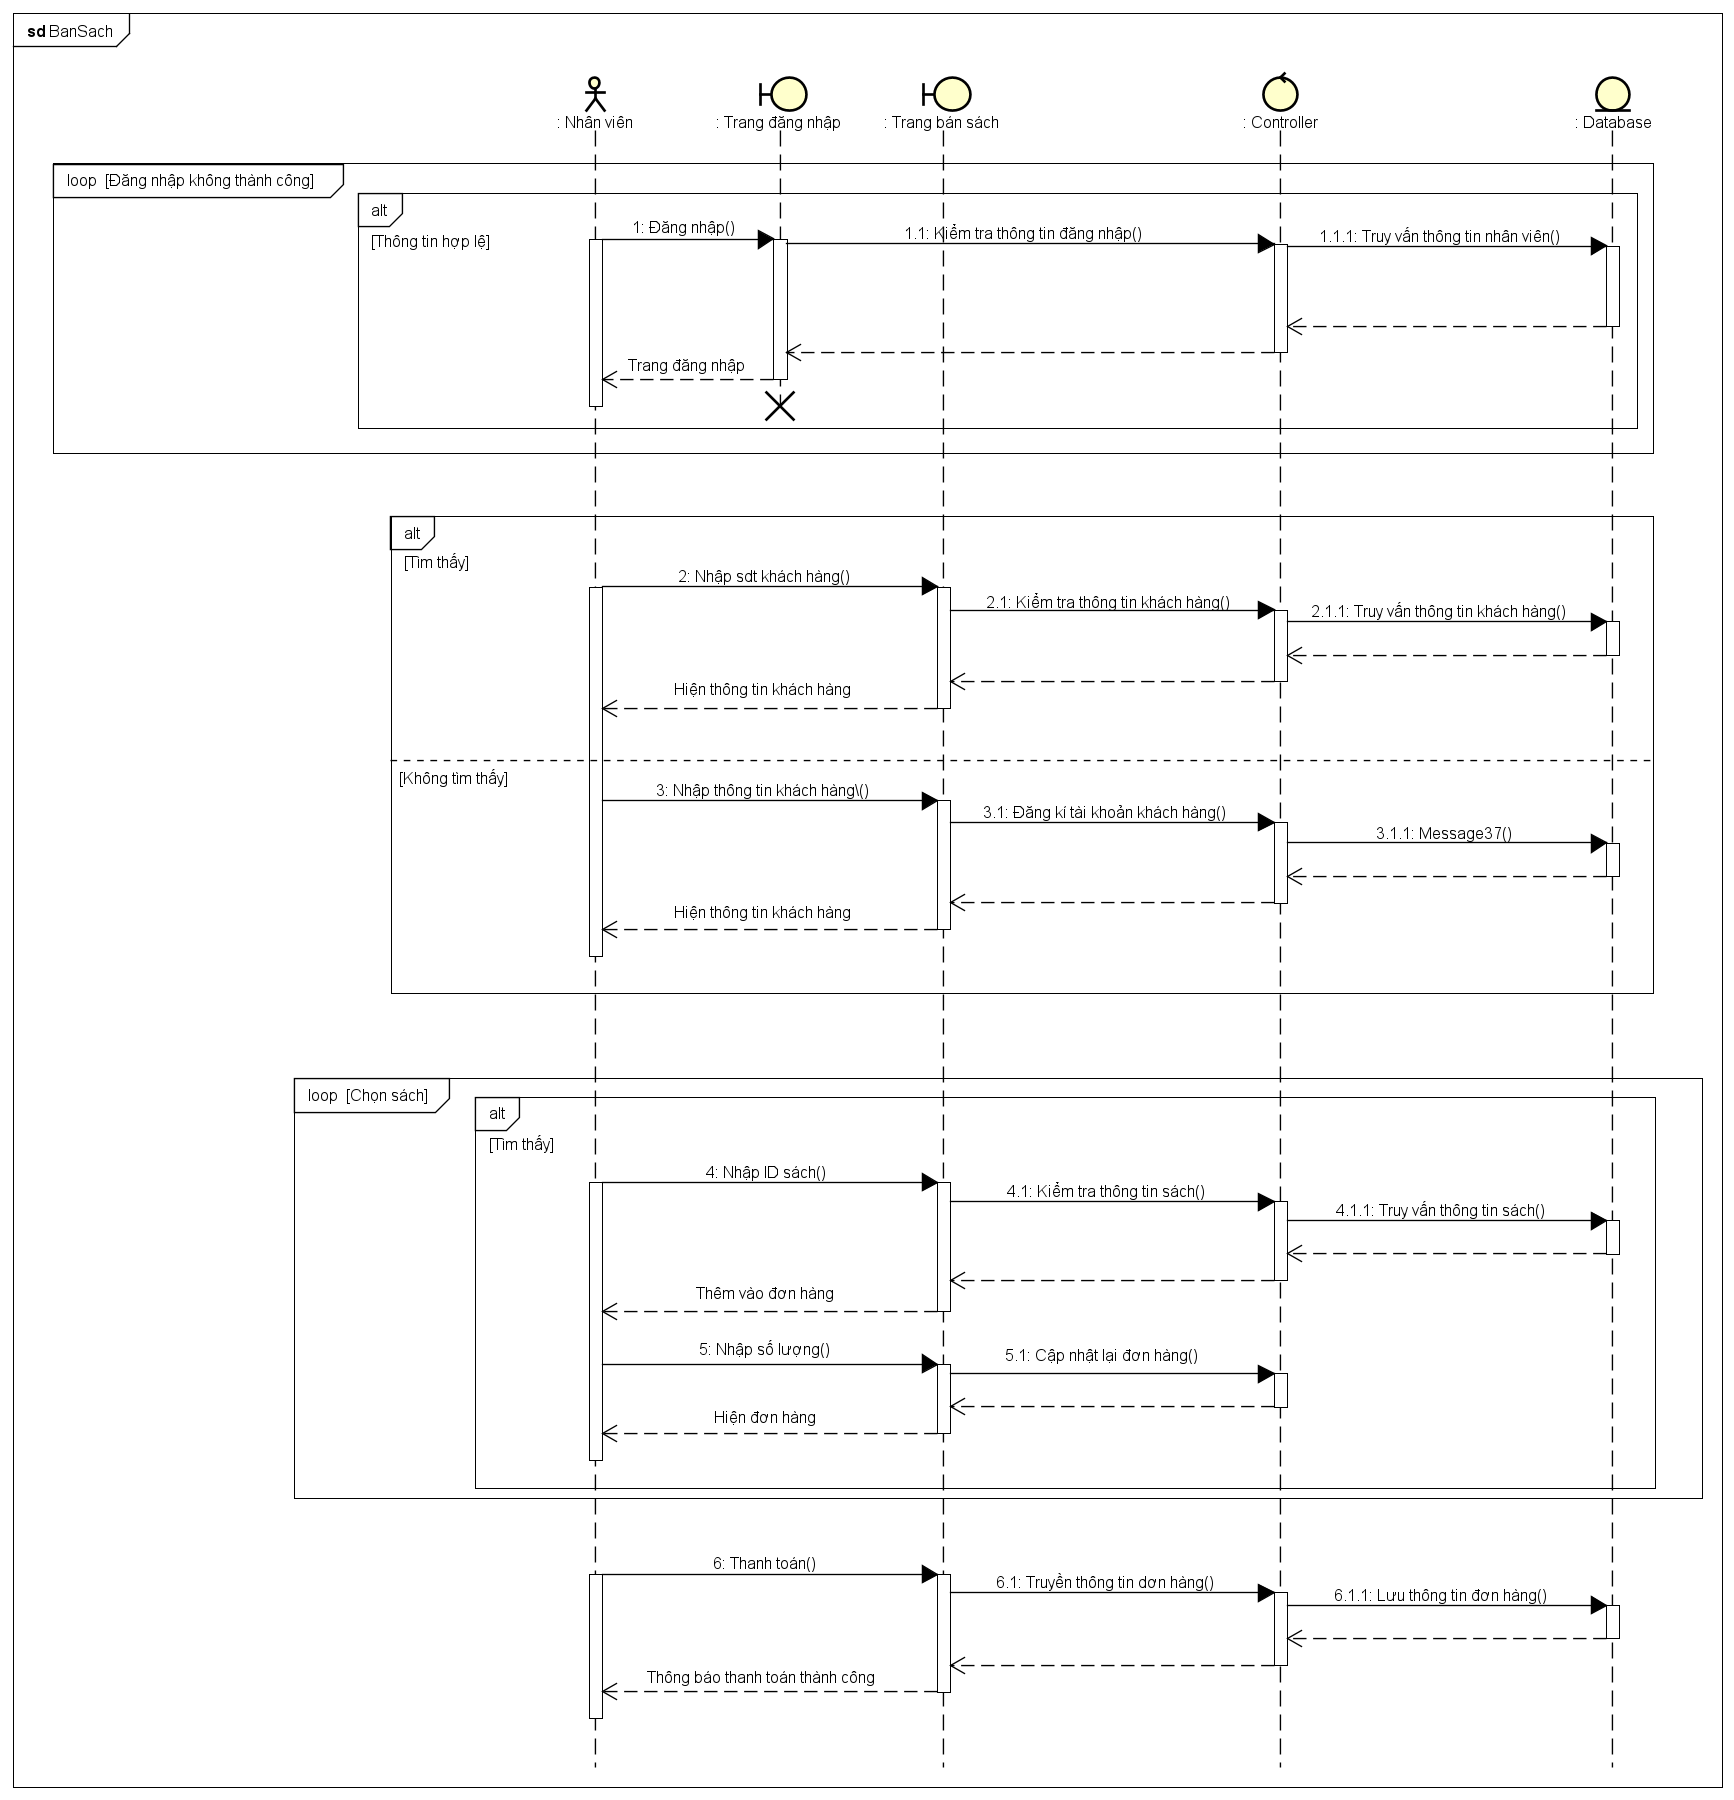 sd BanSach
: Nhân viên
: Trang đăng nhập
: Trang bán sách
: Controller
: Database
loop [Đăng nhập không thành công]
alt
[Thông tin hợp lệ]
1: Đăng nhập()
1.1: Kiểm tra thông tin đăng nhập()
1.1.1: Truy vấn thông tin nhân viên()
Trang đăng nhập
alt
[Tìm thấy]
2: Nhập sdt khách hàng()
2.1: Kiểm tra thông tin khách hàng()
2.1.1: Truy vấn thông tin khách hàng()
Hiện thông tin khách hàng
[Không tìm thấy]
3: Nhập thông tin khách hàng\()
3.1: Đăng kí tài khoản khách hàng()
3.1.1: Message37()
Hiện thông tin khách hàng
loop [Chọn sách]
alt
[Tìm thấy]
4: Nhập ID sách()
4.1: Kiểm tra thông tin sách()
4.1.1: Truy vấn thông tin sách()
Thêm vào đơn hàng
5: Nhập số lượng()
5.1: Cập nhật lại đơn hàng()
Hiện đơn hàng
6: Thanh toán()
6.1: Truyền thông tin dơn hàng()
6.1.1: Lưu thông tin đơn hàng()
Thông báo thanh toán thành công